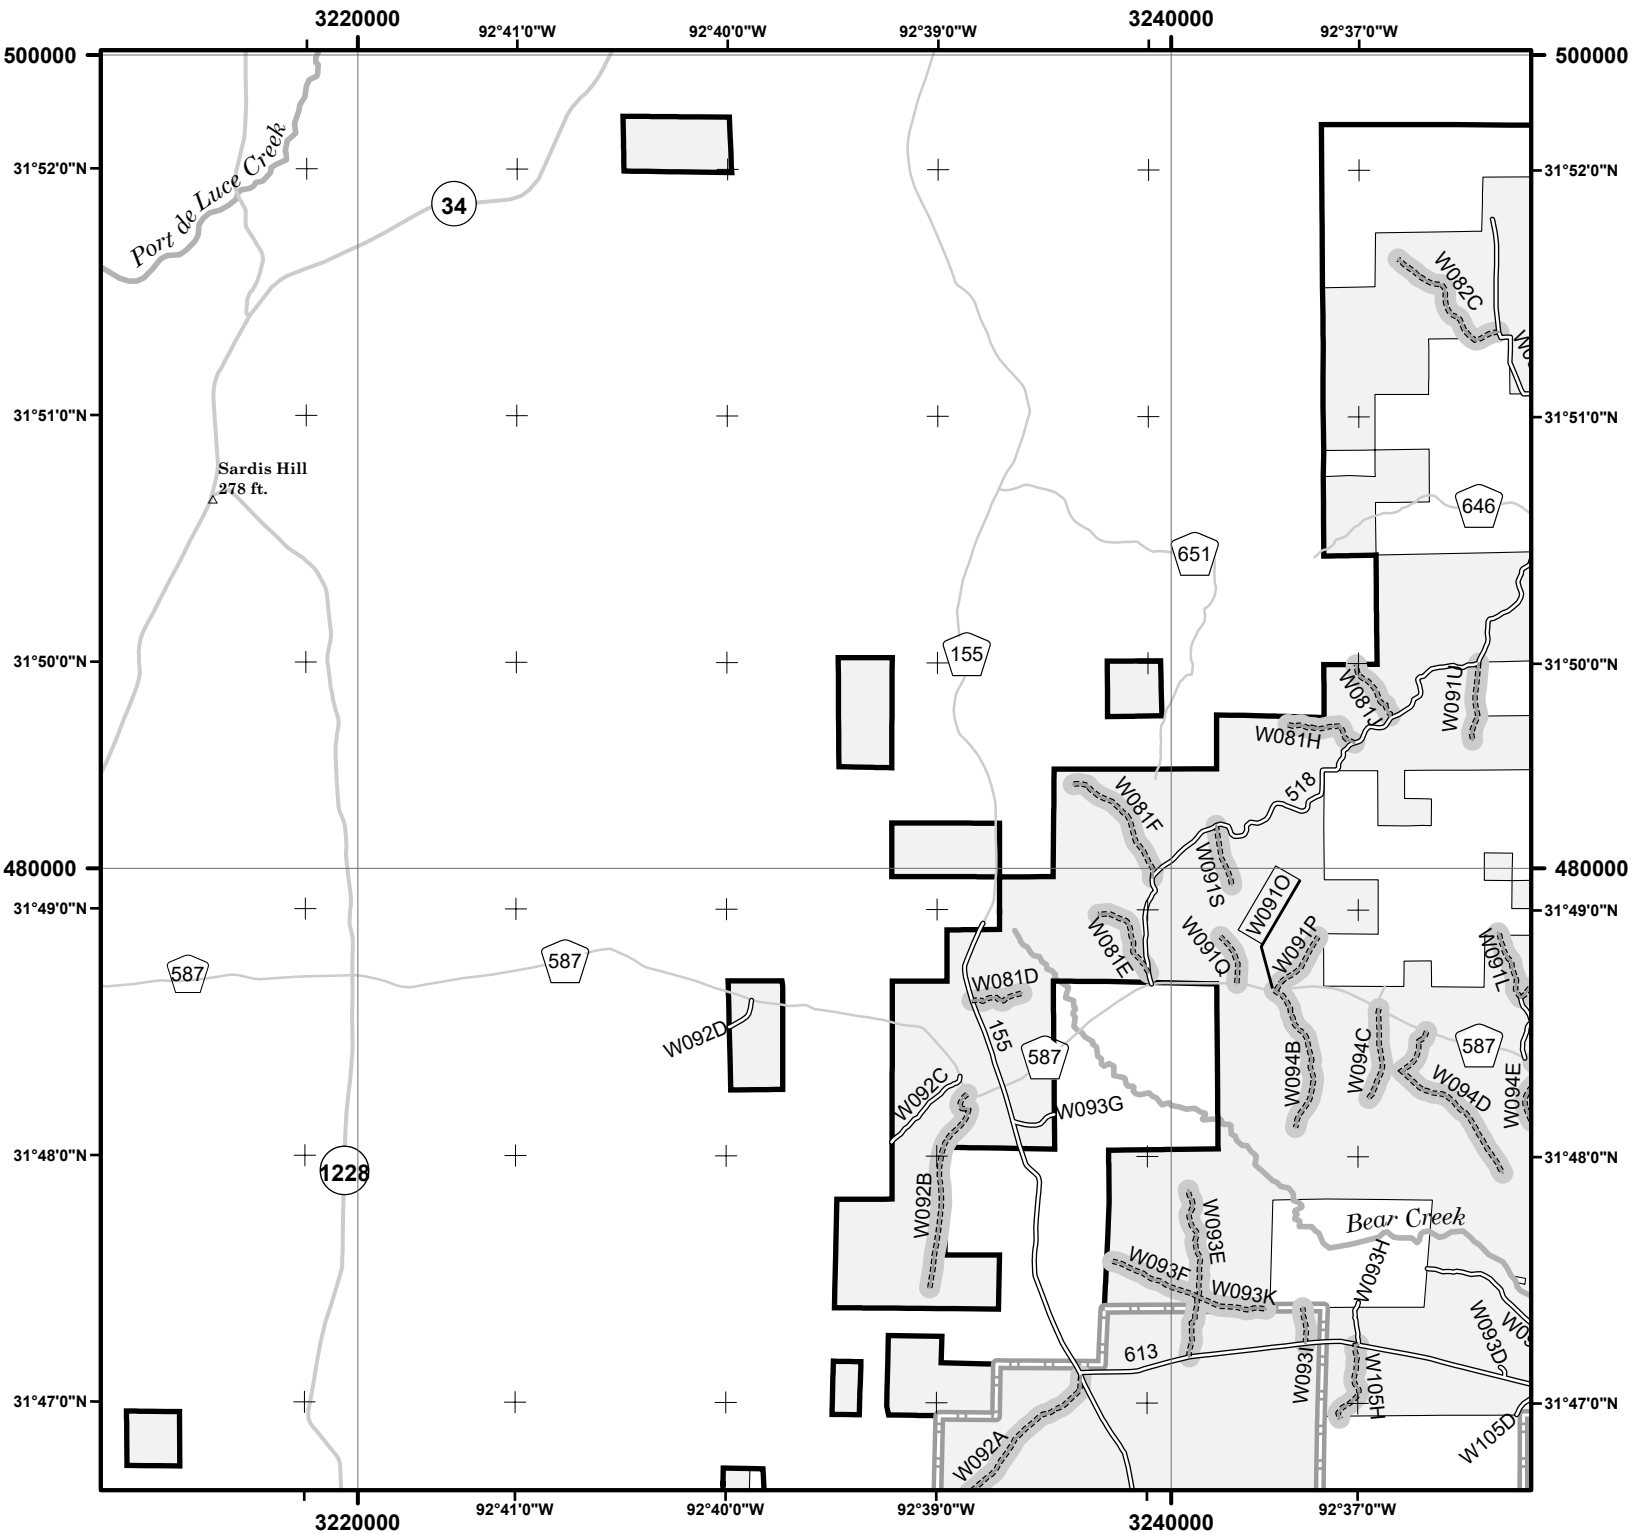 3220000
3240000
92°41'0"W
92°40'0"W
92°39'0"W
92°37'0"W
500000
500000
Port de Luce Creek
31°52'0"N
31°52'0"N
34
W082C
31°51'0"N
31°51'0"N
Sardis Hill
278 ft.
646
651
155
31°50'0"N
31°50'0"N
W081J
W091U
W081H
518
W081F
W091S
480000
480000
31°49'0"N
31°49'0"N
W091O
W081E
W091Q
W091P
W091L
587
587
W081D
155
W092D
587
587
W094B
W094C
W094D
W094E
W092C
W093G
31°48'0"N
31°48'0"N
1228
W092B
W093E
Bear Creek
W093F
W093K
W093H
613
W093I
W093D
W105H
31°47'0"N
31°47'0"N
W092A
W105D
92°41'0"W
92°40'0"W
92°39'0"W
92°37'0"W
3220000
3240000